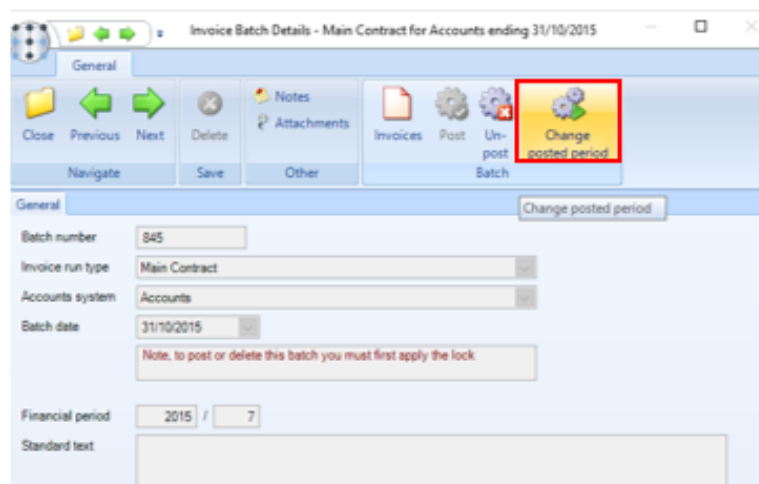 Invoice Batch Details - Main Contract for Accounts ending 31/10/2015
General
Close Previous Next Delete Notes Attachments Invoices Post Un-post Change posted period
Navigate Save Other Batch
General
Change posted period
Batch number 845
Invoice run type Main Contract
Accounts system Accounts
Batch date 31/10/2015
Note, to post or delete this batch you must first apply the lock
Financial period 2015 / 7
Standard text